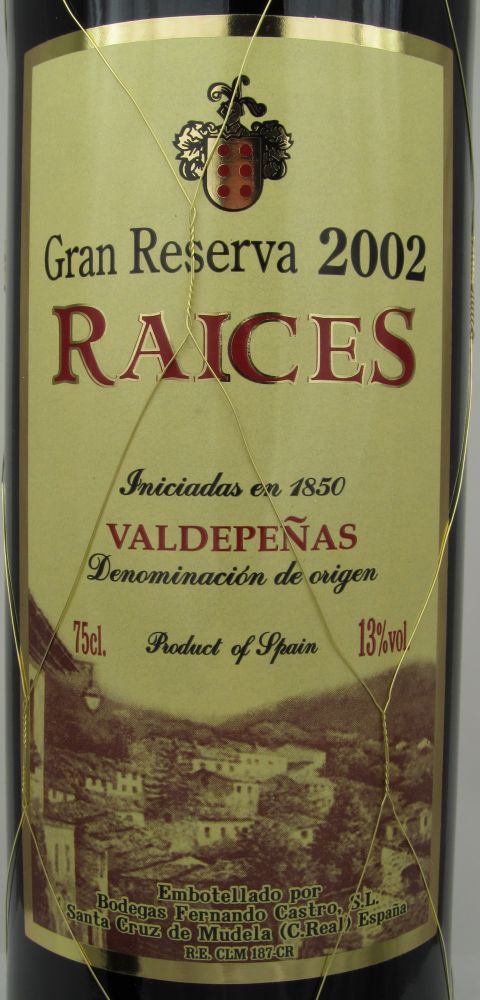 Gran Reserva 2002
RAICES
Iniciadas en 1850
VALDEPEÑAS
Denominación de origen
75cl. Product of Spain 13%vol.
Embotellado por
Bodegas Fernando Castro, S.L.
Santa Cruz de Mudela (C.Real) España
R.E. CLM 187-CR